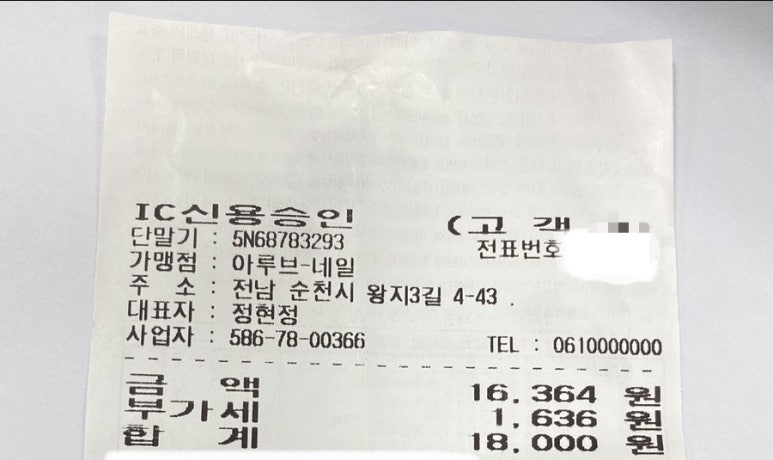 IC신용승인 (고 객
단말기 : 5N68783293 전표번호
가맹점 : 아루브-네일
주 소 : 전남 순천시 왕지3길 4-43 .
대표자 : 정현정
사업자 : 586-78-00366 TEL : 0610000000
금 액 16,364 원
부가세 1,636 원
합 계 18,000 원